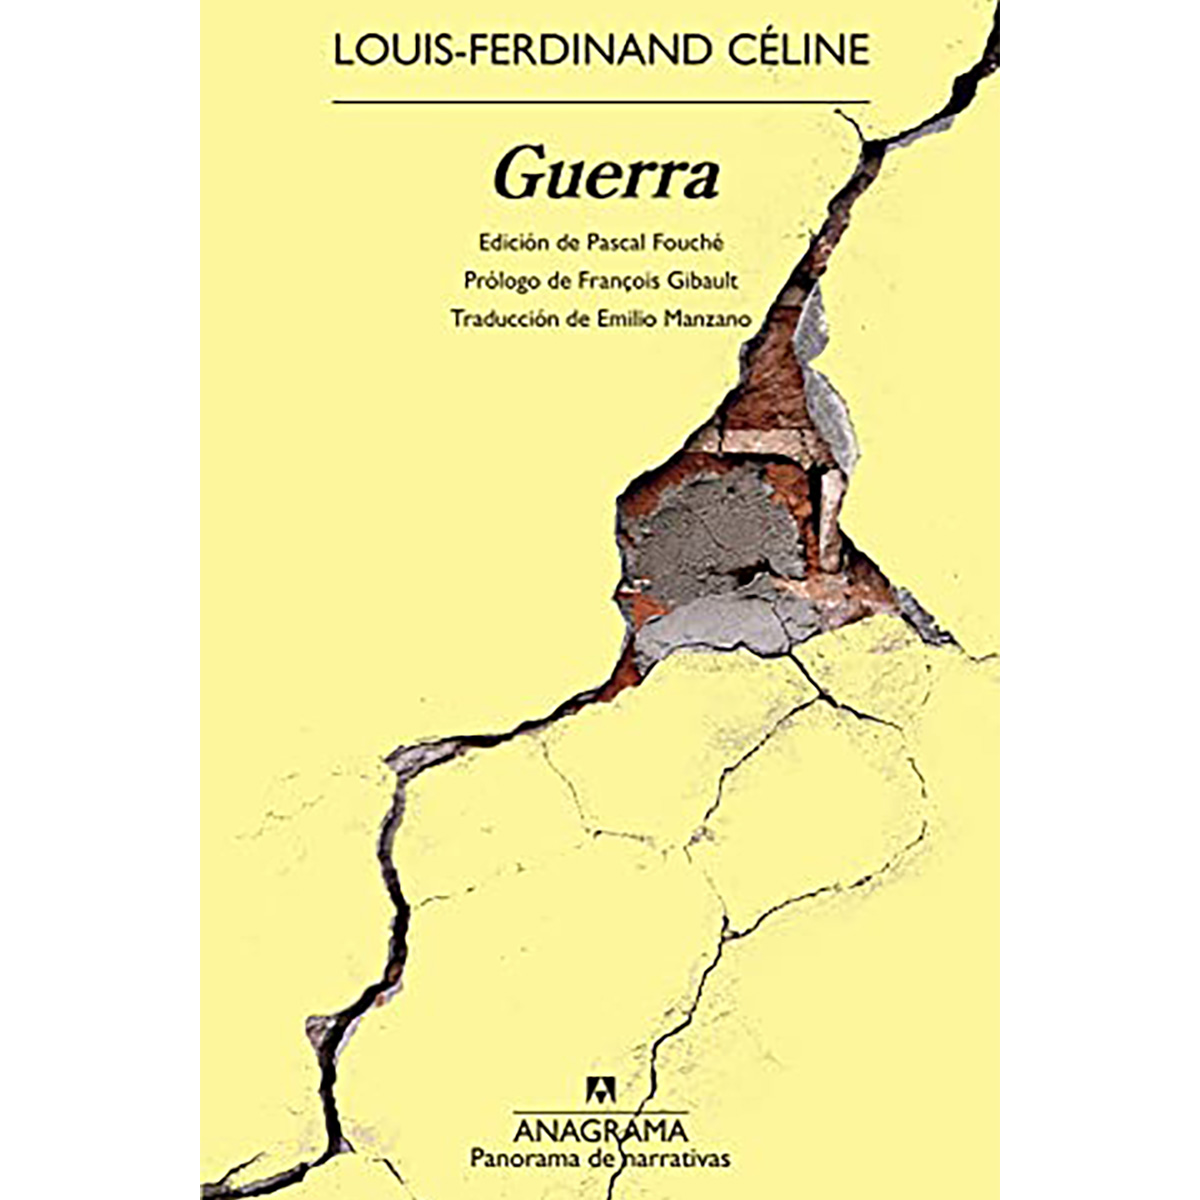 LOUIS-FERDINAND CÉLINE
Guerra
Edición de Pascal Fouché
Prólogo de François Gibault
Traducción de Emilio Manzano
ANAGRAMA
Panorama de narrativas